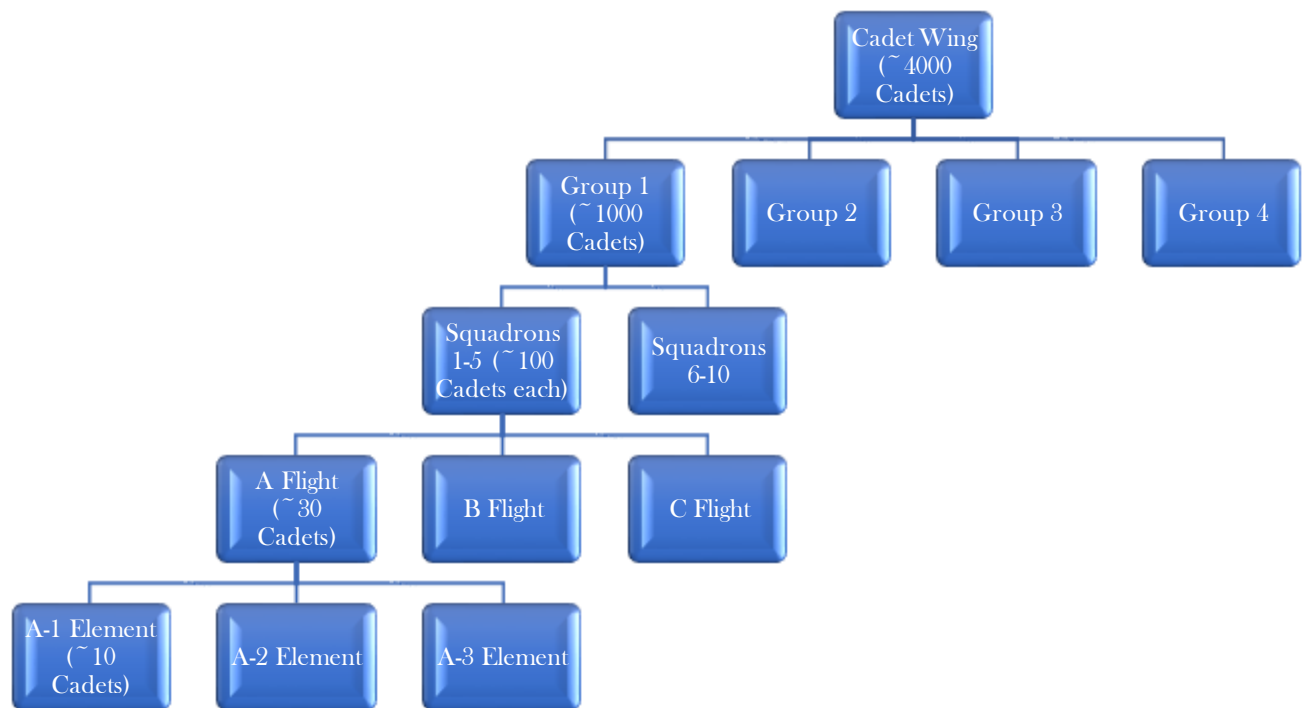 Cadet Wing
(~4000
Cadets)
Group 1
(~1000
Cadets)
Group 2
Group 3
Group 4
Squadrons
1-5 (~100
Cadets each)
Squadrons
6-10
A Flight
(~30
Cadets)
B Flight
C Flight
A-1 Element
(~10
Cadets)
A-2 Element
A-3 Element